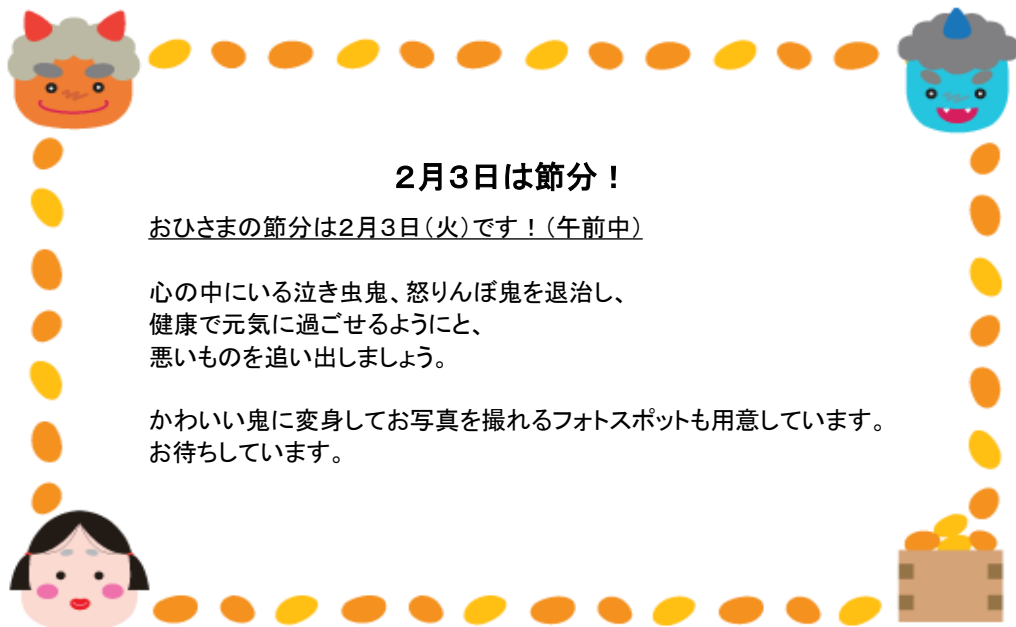 ２月３日は節分！
おひさまの節分は２月３日（火）です！（午前中）
心の中にいる泣き虫鬼、怒りんぼ鬼を退治し、
健康で元気に過ごせるようにと、
悪いものを追い出しましょう。
かわいい鬼に変身してお写真を撮れるフォトスポットも用意しています。
お待ちしています。